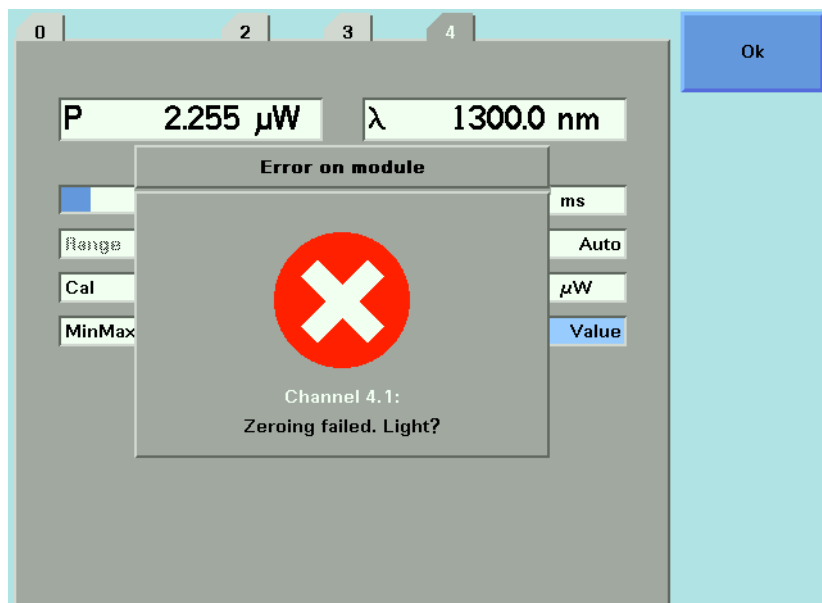 0 2 3 4
Ok
P 2.255 µW λ 1300.0 nm
Error on module
ms
Range Auto
Cal µW
MinMax Value
Channel 4.1:
Zeroing failed. Light?